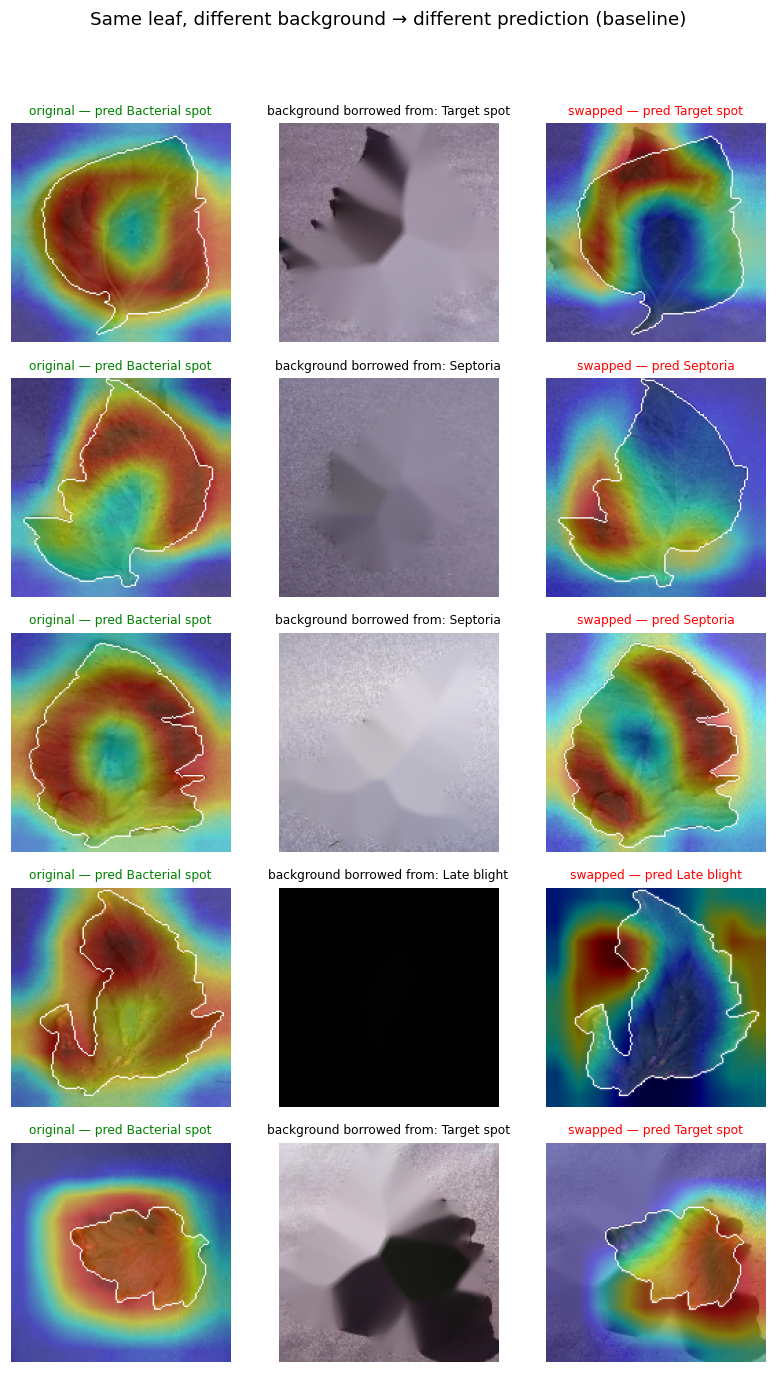 Same leaf, different background → different prediction (baseline)
original — pred Bacterial spot
background borrowed from: Target spot
swapped — pred Target spot
original — pred Bacterial spot
background borrowed from: Septoria
swapped — pred Septoria
original — pred Bacterial spot
background borrowed from: Septoria
swapped — pred Septoria
original — pred Bacterial spot
background borrowed from: Late blight
swapped — pred Late blight
original — pred Bacterial spot
background borrowed from: Target spot
swapped — pred Target spot